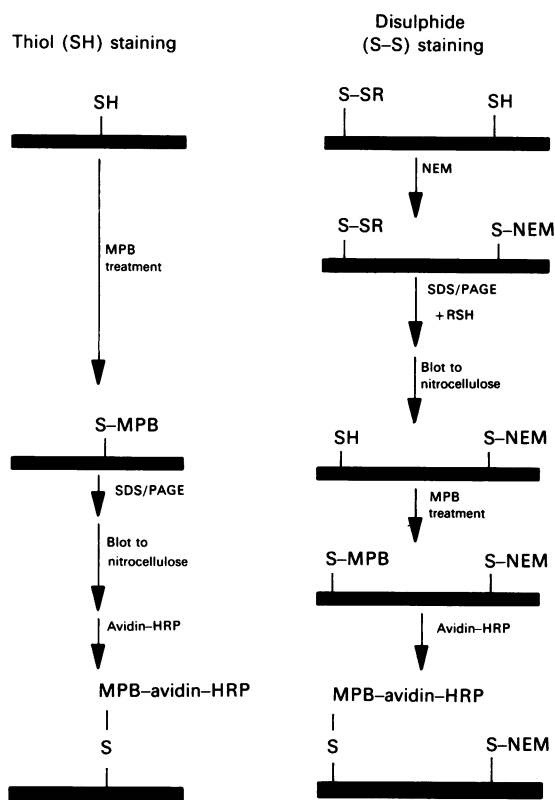 Thiol (SH) staining
SH
MPB
treatment
S–MPB
SDS/PAGE
Blot to
nitrocellulose
Avidin–HRP
MPB–avidin–HRP
S
Disulphide
(S–S) staining
S–SR
SH
NEM
S–SR
S–NEM
SDS/PAGE
+RSH
Blot to
nitrocellulose
SH
S–NEM
MPB
treatment
S–MPB
S–NEM
Avidin–HRP
MPB–avidin–HRP
S
S–NEM